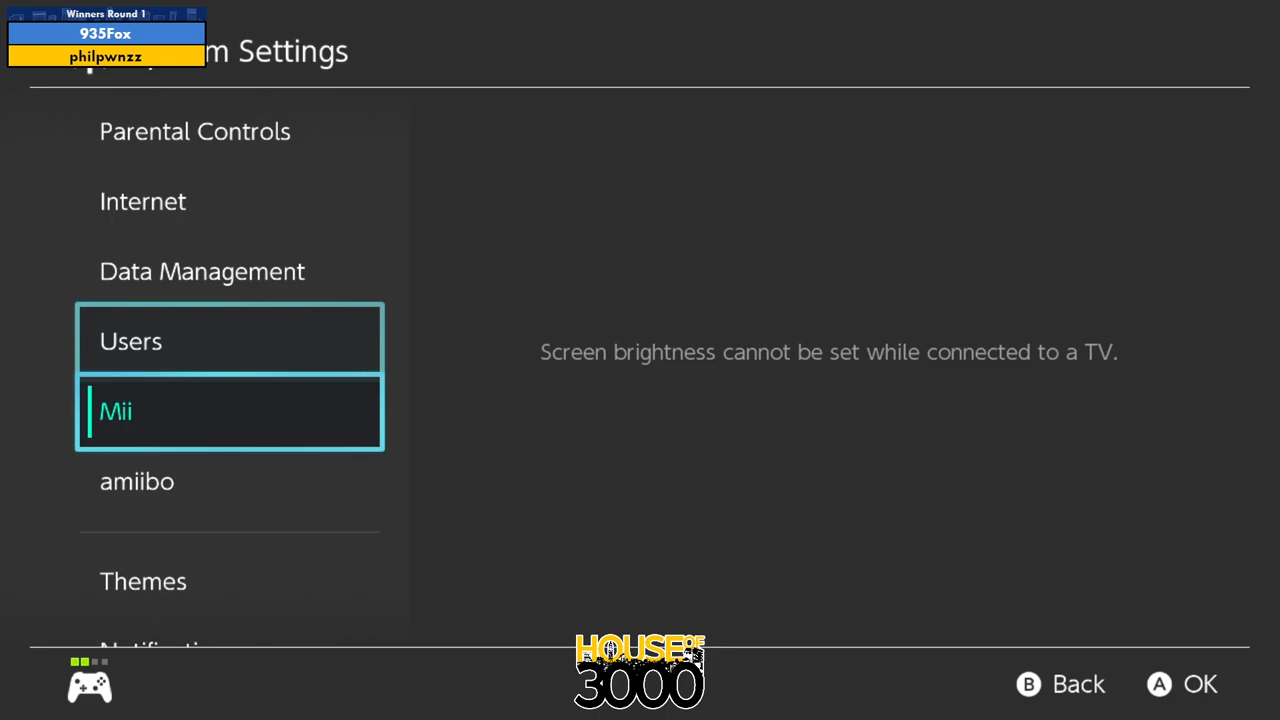 Winners Round 1
935Fox
philpwnzz
m Settings
Parental Controls
Internet
Data Management
Users
Mii
amiibo
Themes
Screen brightness cannot be set while connected to a TV.
HOUSE OF
3000
B Back
A OK